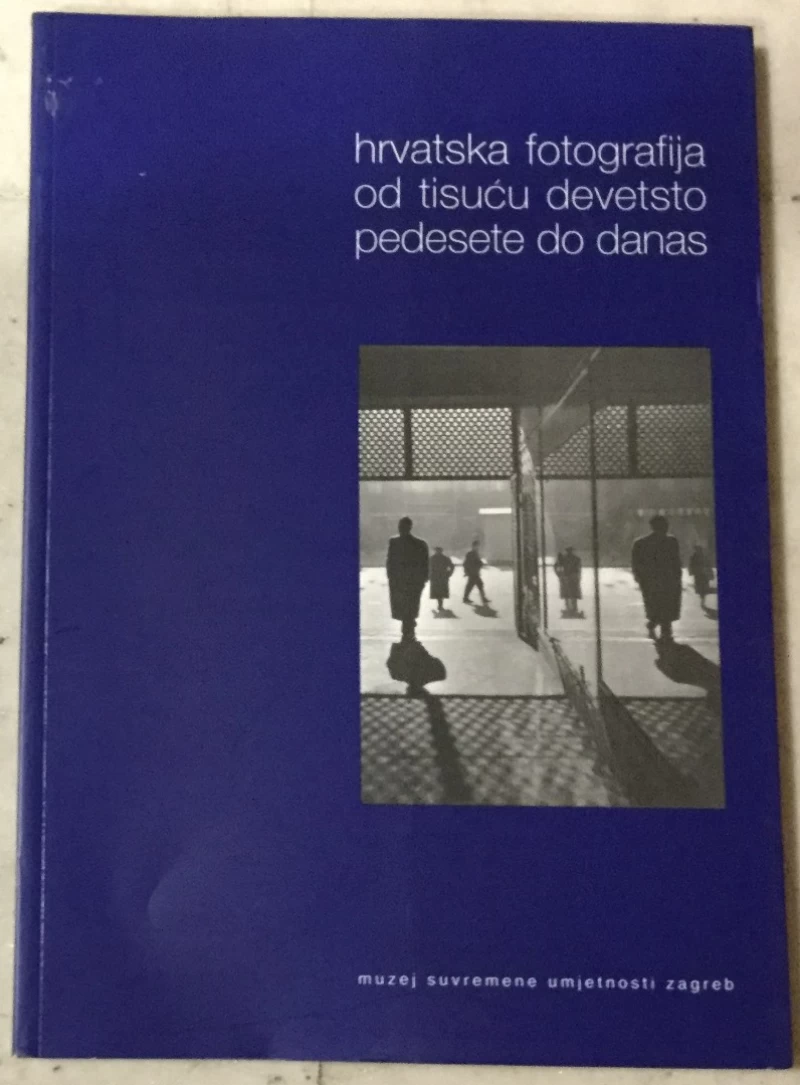 hrvatska fotografija
od tisuću devetsto
pedesete do danas
muzej suvremene umjetnosti zagreb